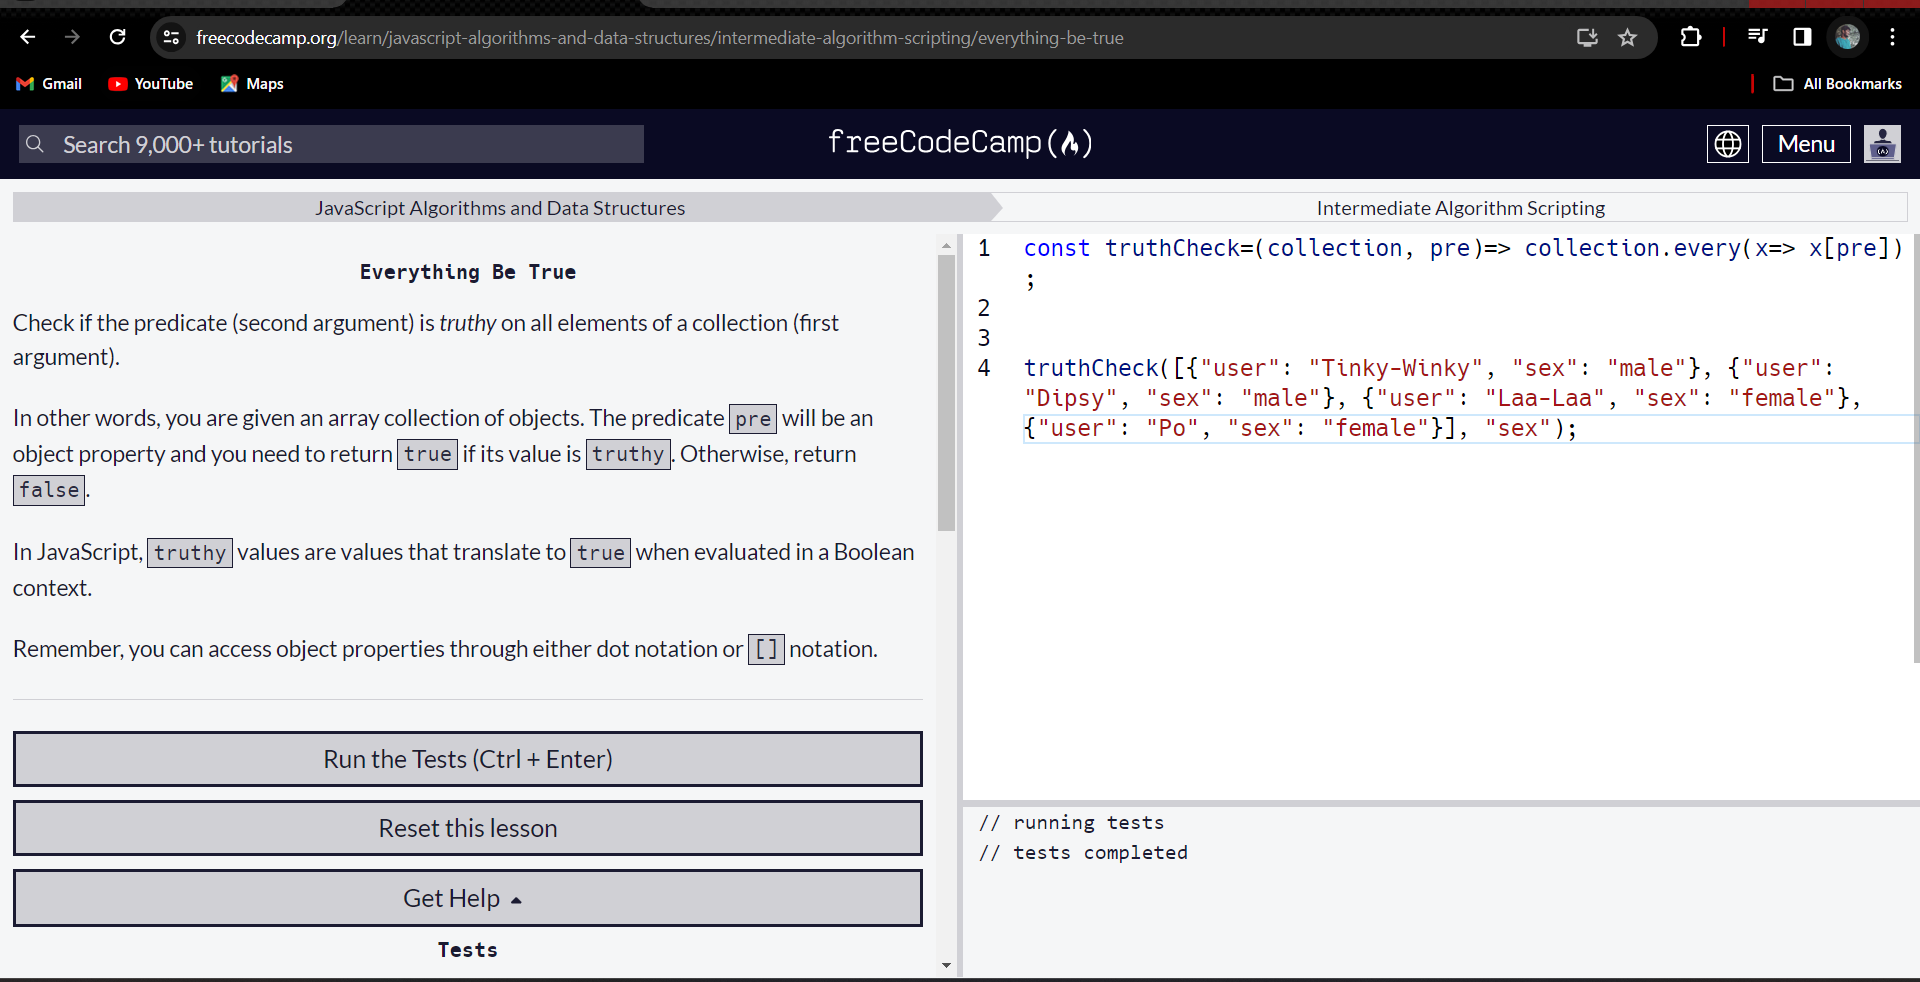 freecodecamp.org/learn/javascript-algorithms-and-data-structures/intermediate-algorithm-scripting/everything-be-true
Gmail YouTube Maps All Bookmarks
Search 9,000+ tutorials freeCodeCamp(🔥) Menu
JavaScript Algorithms and Data Structures Intermediate Algorithm Scripting
Everything Be True
Check if the predicate (second argument) is truthy on all elements of a collection (first
argument).
In other words, you are given an array collection of objects. The predicate pre will be an
object property and you need to return true if its value is truthy. Otherwise, return
false.
In JavaScript, truthy values are values that translate to true when evaluated in a Boolean
context.
Remember, you can access object properties through either dot notation or [] notation.
Run the Tests (Ctrl + Enter)
Reset this lesson
Get Help
Tests
1 const truthCheck=(collection, pre)=> collection.every(x=> x[pre])
;
2
3
4 truthCheck([{"user": "Tinky-Winky", "sex": "male"}, {"user":
"Dipsy", "sex": "male"}, {"user": "Laa-Laa", "sex": "female"},
{"user": "Po", "sex": "female"}], "sex");
// running tests
// tests completed